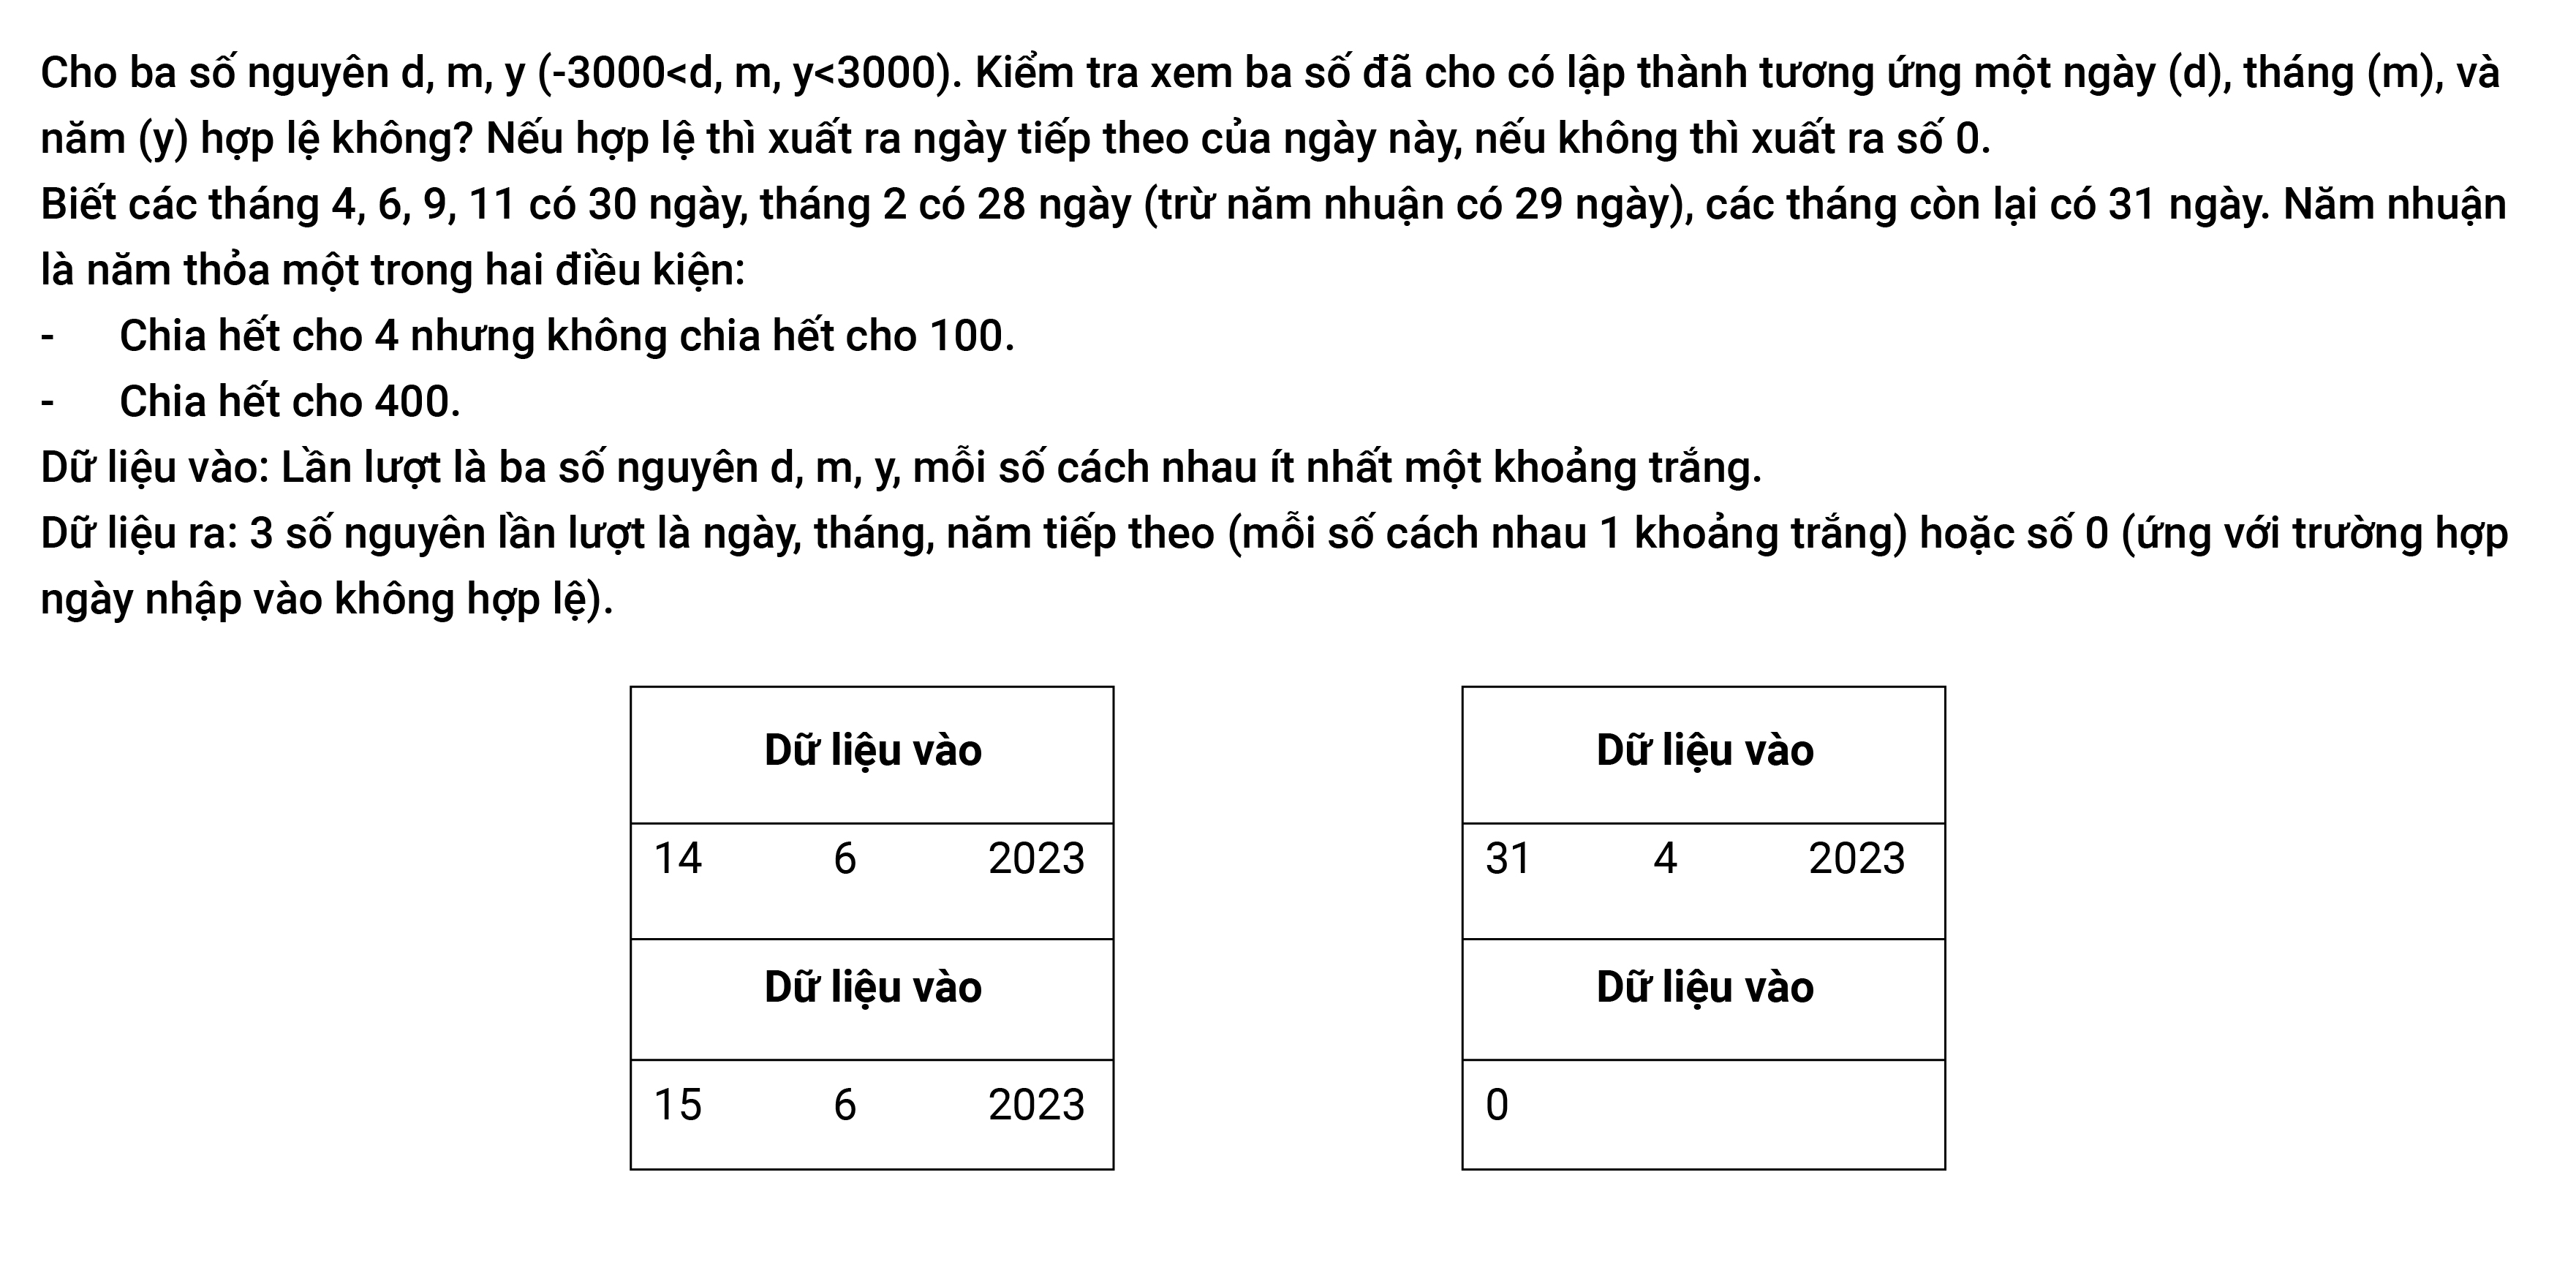 Cho ba số nguyên d, m, y (-3000<d, m, y<3000). Kiểm tra xem ba số đã cho có lập thành tương ứng một ngày (d), tháng (m), và
năm (y) hợp lệ không? Nếu hợp lệ thì xuất ra ngày tiếp theo của ngày này, nếu không thì xuất ra số 0.
Biết các tháng 4, 6, 9, 11 có 30 ngày, tháng 2 có 28 ngày (trừ năm nhuận có 29 ngày), các tháng còn lại có 31 ngày. Năm nhuận
là năm thỏa một trong hai điều kiện:
- Chia hết cho 4 nhưng không chia hết cho 100.
- Chia hết cho 400.
Dữ liệu vào: Lần lượt là ba số nguyên d, m, y, mỗi số cách nhau ít nhất một khoảng trắng.
Dữ liệu ra: 3 số nguyên lần lượt là ngày, tháng, năm tiếp theo (mỗi số cách nhau 1 khoảng trắng) hoặc số 0 (ứng với trường hợp
ngày nhập vào không hợp lệ).
Dữ liệu vào
14 6 2023
Dữ liệu vào
15 6 2023
Dữ liệu vào
31 4 2023
Dữ liệu vào
0